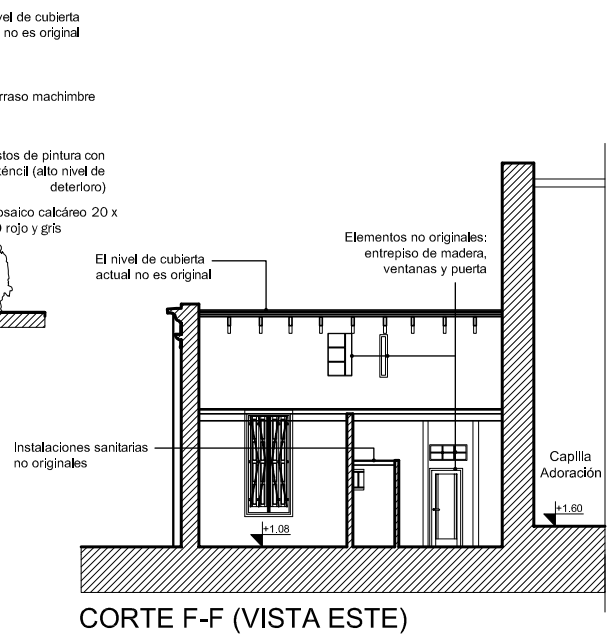 vel de cubierta
no es original
rraso machimbre
stos de pintura con
téncil (alto nivel de
deterioro)
osaico calcáreo 20 x
rojo y gris
El nivel de cubierta
actual no es original
Elementos no originales:
entrepiso de madera,
ventanas y puerta
Instalaciones sanitarias
no originales
Capllla
Adoración
+1.08
+1.60
CORTE F-F (VISTA ESTE)